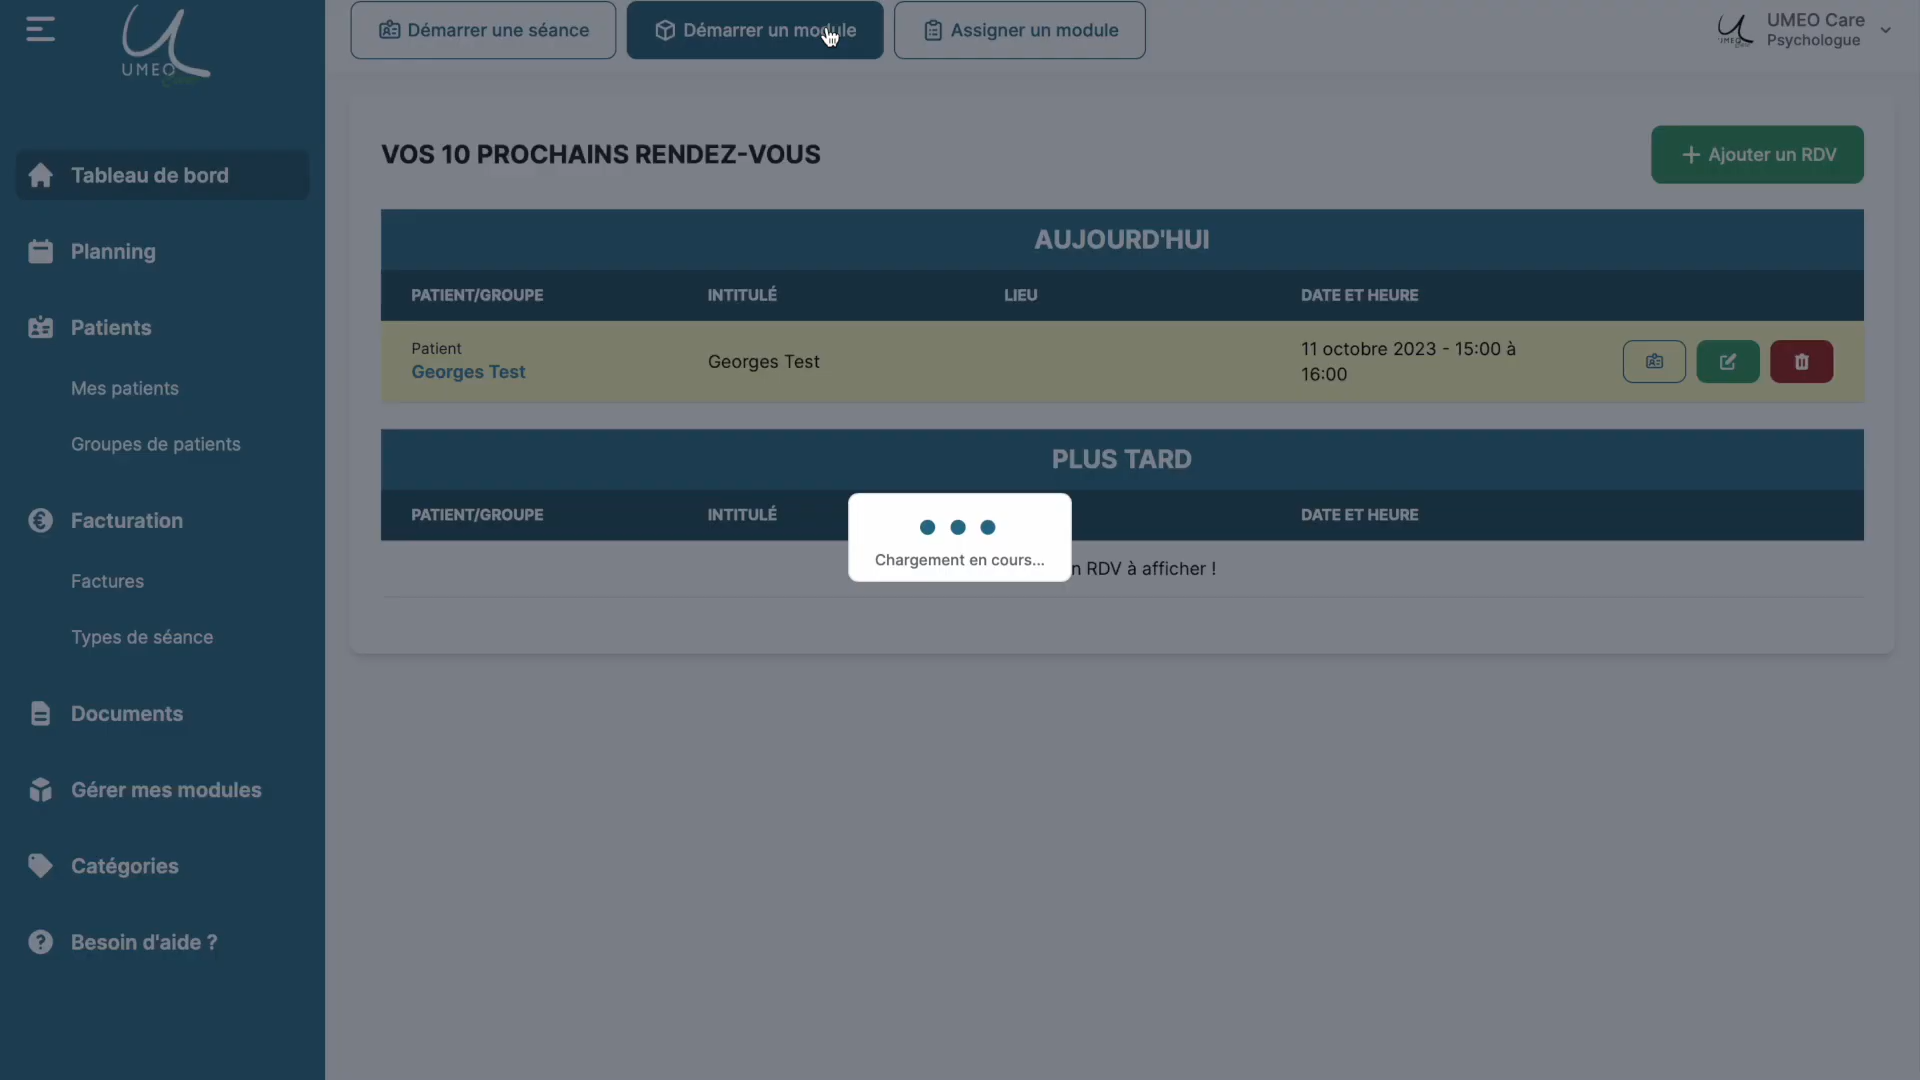 UMEO
Démarrer une séance
Démarrer un module
Assigner un module
UMEO Care
Psychologue
Tableau de bord
Planning
Patients
Mes patients
Groupes de patients
Facturation
Factures
Types de séance
Documents
Gérer mes modules
Catégories
Besoin d'aide ?
VOS 10 PROCHAINS RENDEZ-VOUS
Ajouter un RDV
AUJOURD'HUI
PATIENT/GROUPE INTITULÉ LIEU DATE ET HEURE
Patient
Georges Test
Georges Test
11 octobre 2023 - 15:00 à
16:00
PLUS TARD
PATIENT/GROUPE INTITULÉ DATE ET HEURE
Chargement en cours...
n RDV à afficher !